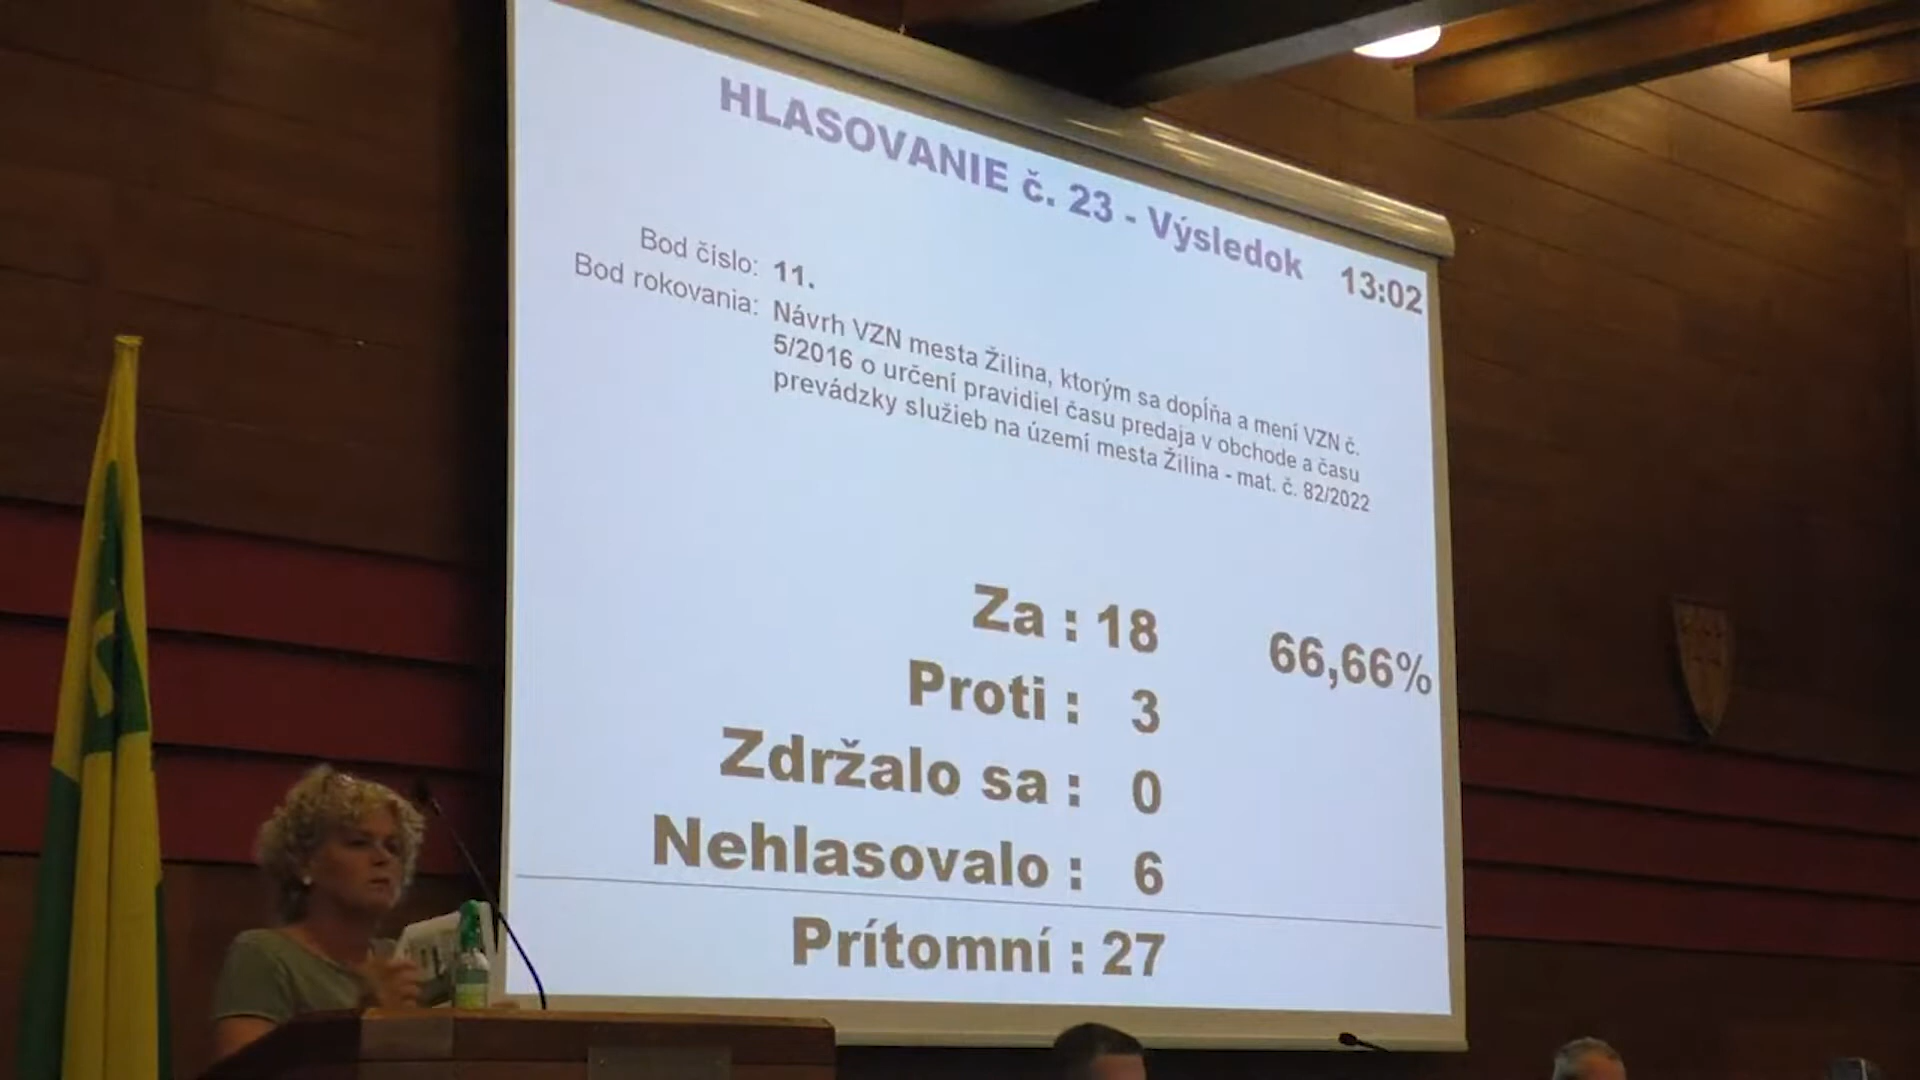 HLASOVANIE č. 23 - Výsledok 13:02
Bod číslo: 11.
Bod rokovania: Návrh VZN mesta Žilina, ktorým sa dopĺňa a mení VZN č.
5/2016 o určení pravidiel času predaja v obchode a času
prevádzky služieb na území mesta Žilina - mat. č. 82/2022
Za : 18 66,66%
Proti : 3
Zdržalo sa : 0
Nehlasovalo : 6
Prítomní : 27